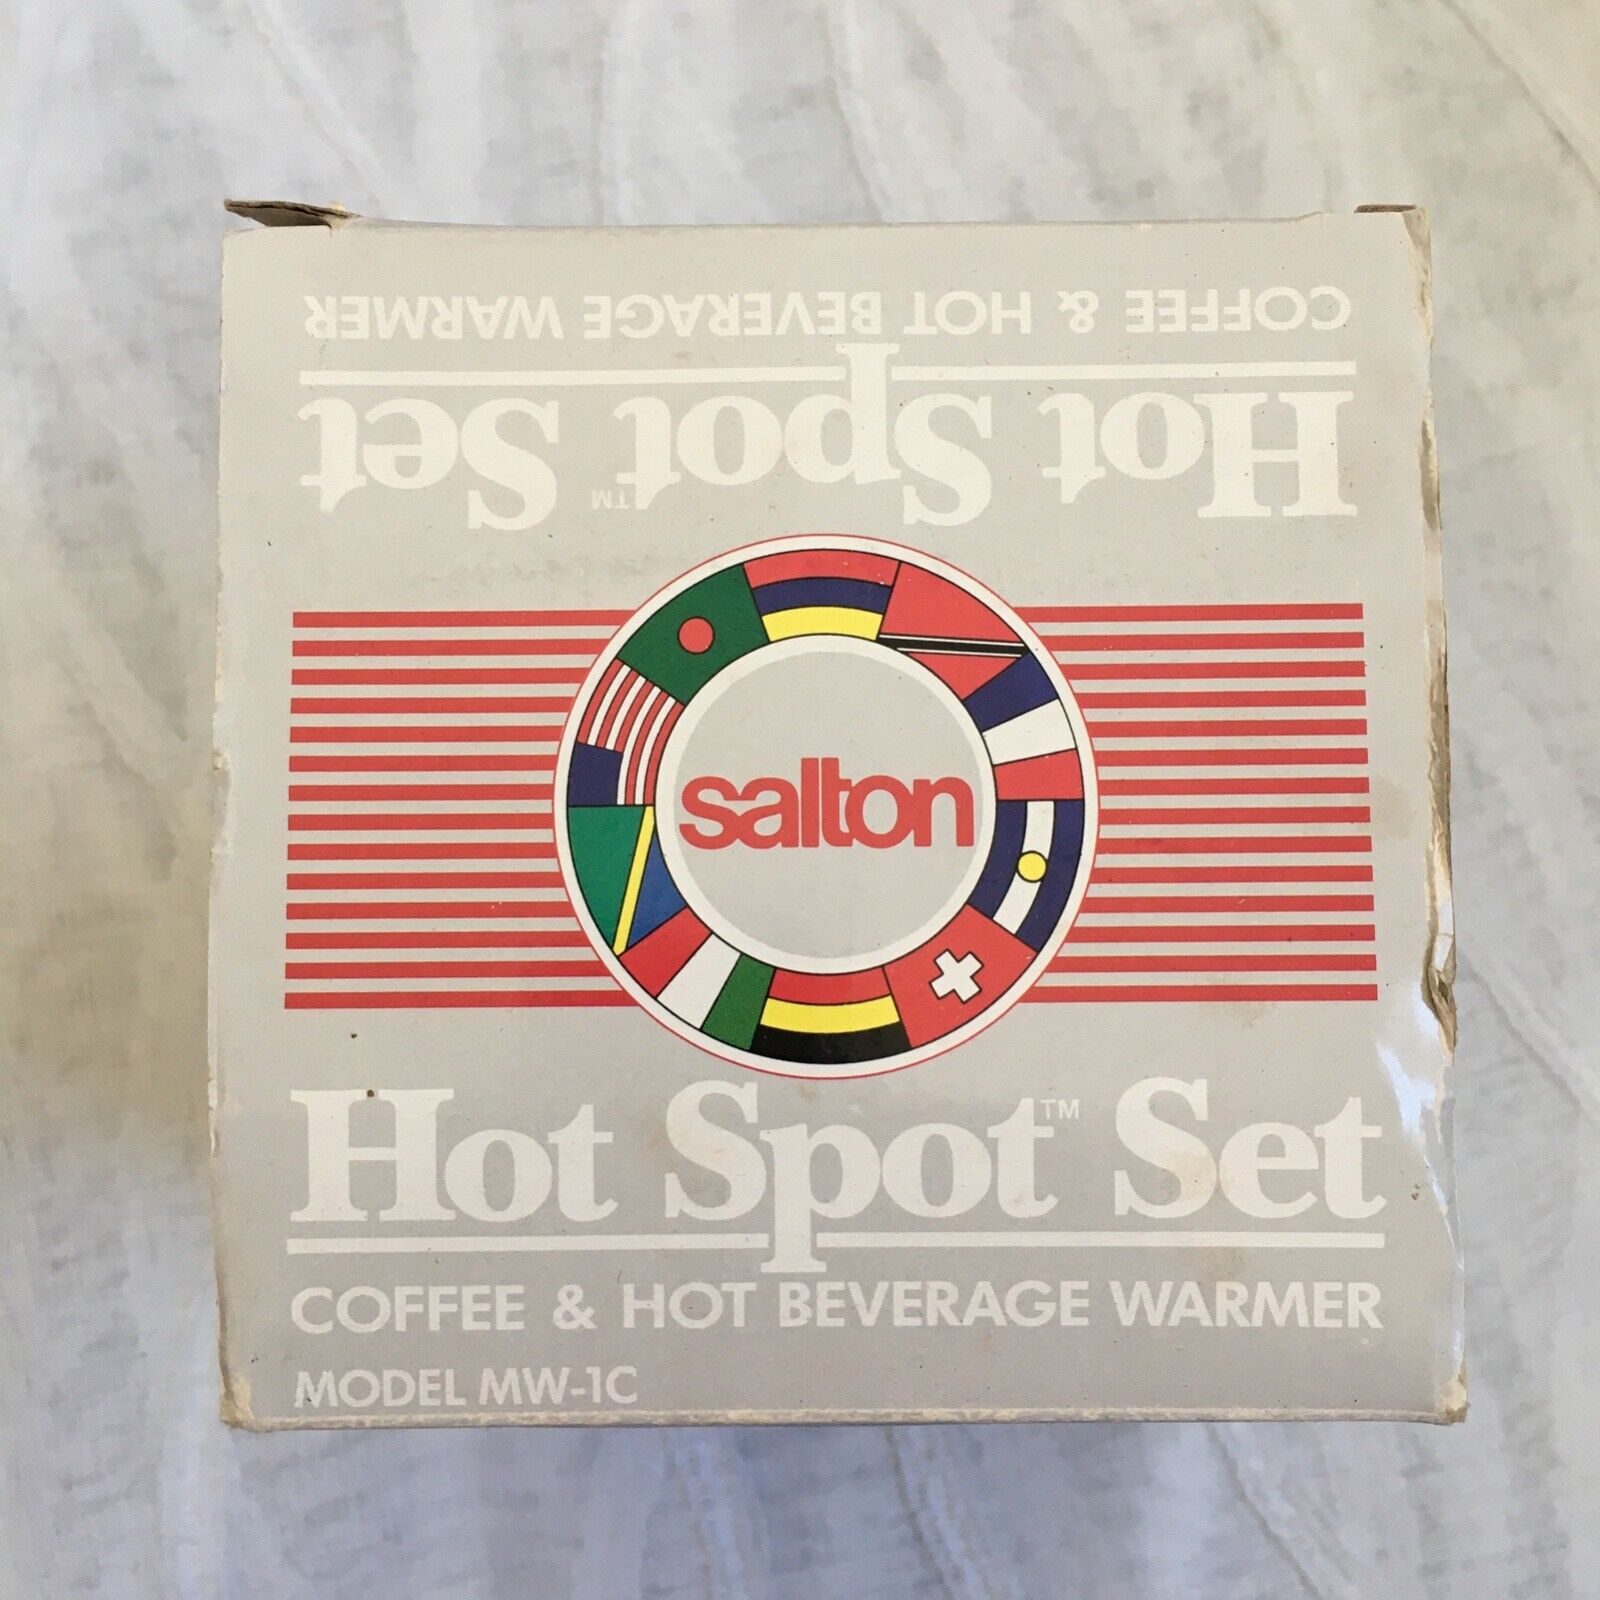 COFFEE & HOT BEVERAGE WARMER
Hot Spot™ Set
salton
Hot Spot™ Set
COFFEE & HOT BEVERAGE WARMER
MODEL MW-1C